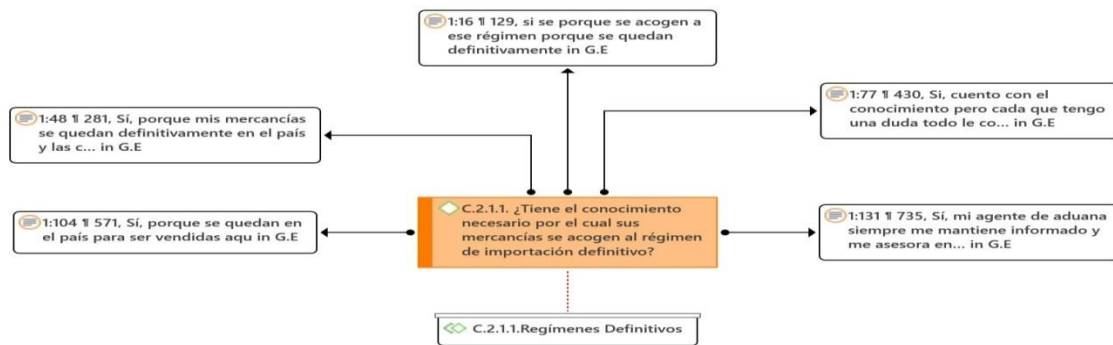 1:16 ¶ 129, si se porque se acogen a
ese régimen porque se quedan
definitivamente in G.E
1:48 ¶ 281, Sí, porque mis mercancías
se quedan definitivamente en el país
y las c... in G.E
1:77 ¶ 430, Si, cuento con el
conocimiento pero cada que tengo
una duda todo le co... in G.E
1:104 ¶ 571, Sí, porque se quedan en
el país para ser vendidas aqu in G.E
C.2.1.1. ¿Tiene el conocimiento
necesario por el cual sus
mercancías se acogen al régimen
de importación definitivo?
1:131 ¶ 735, Sí, mi agente de aduana
siempre me mantiene informado y
me asesora en... in G.E
C.2.1.1.Regímenes Definitivos